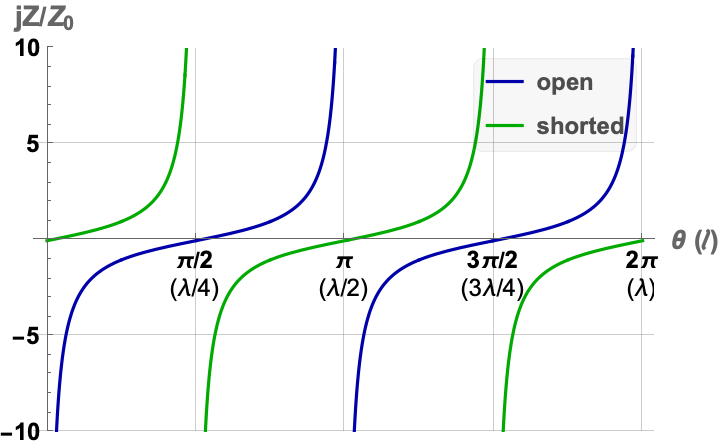 jZ/Z₀
10
open
5
shorted
θ (l)
π/2
π
3π/2
2π
(λ/4)
(λ/2)
(3λ/4)
(λ)
−5
−10